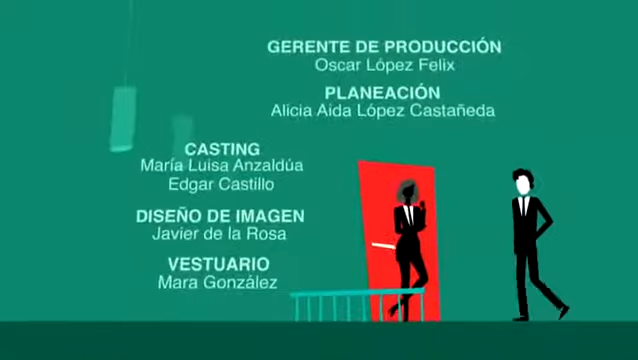 GERENTE DE PRODUCCIÓN
Oscar López Felix
PLANEACIÓN
Alicia Aida López Castañeda
CASTING
María Luisa Anzaldúa
Edgar Castillo
DISEÑO DE IMAGEN
Javier de la Rosa
VESTUARIO
Mara González